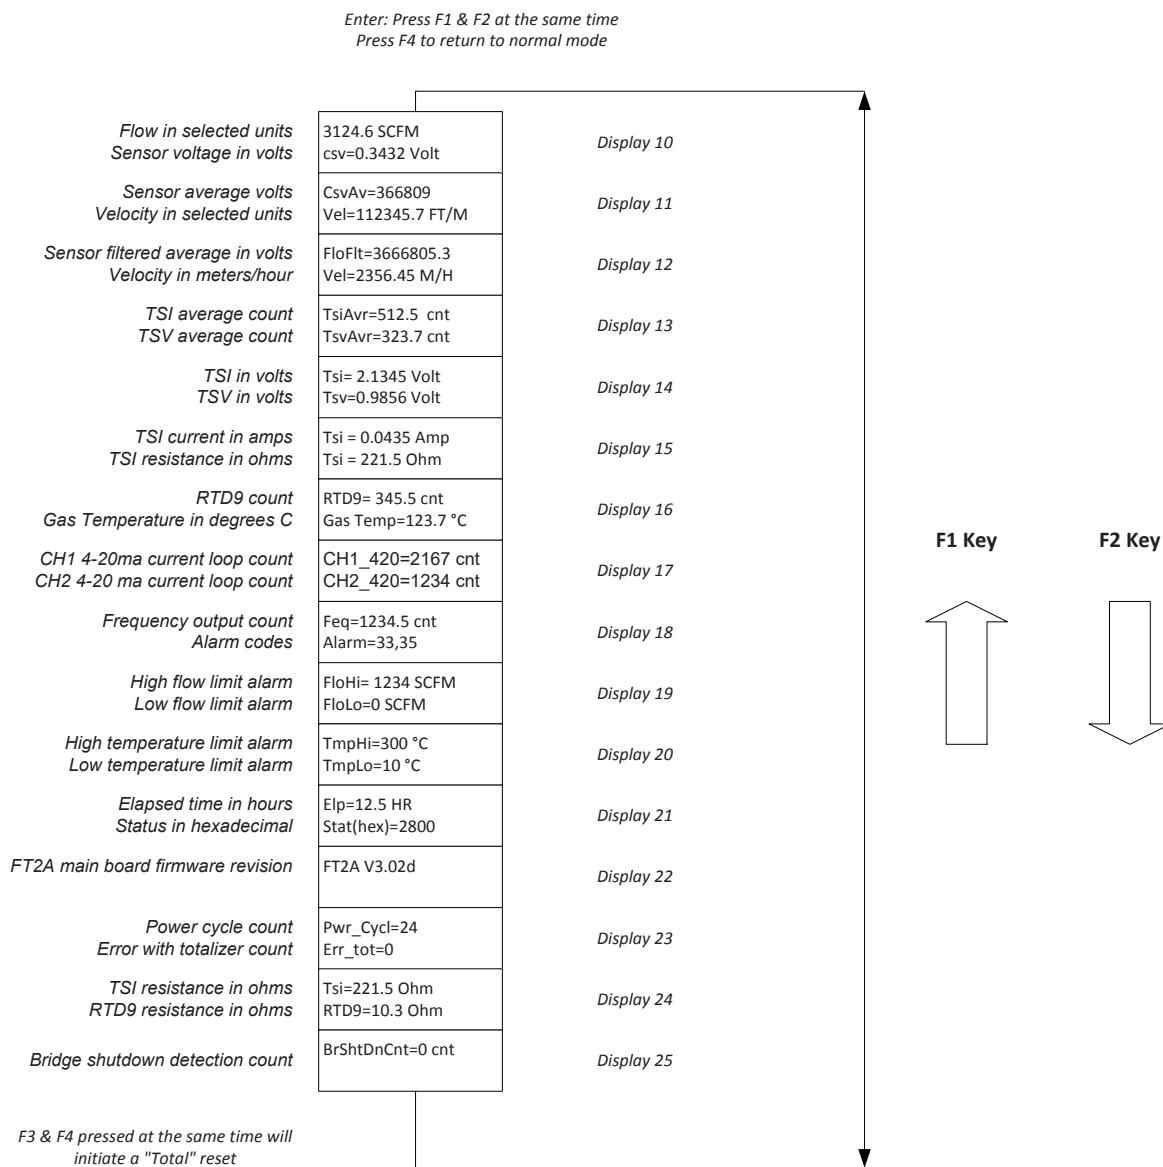 Enter: Press F1 & F2 at the same time
Press F4 to return to normal mode
Flow in selected units
Sensor voltage in volts
3124.6 SCFM
csv=0.3432 Volt
Display 10
Sensor average volts
Velocity in selected units
CsvAv=366809
Vel=112345.7 FT/M
Display 11
Sensor filtered average in volts
Velocity in meters/hour
FloFlt=3666805.3
Vel=2356.45 M/H
Display 12
TSI average count
TSV average count
TsiAvr=512.5 cnt
TsvAvr=323.7 cnt
Display 13
TSI in volts
TSV in volts
Tsi= 2.1345 Volt
Tsv=0.9856 Volt
Display 14
TSI current in amps
TSI resistance in ohms
Tsi = 0.0435 Amp
Tsi = 221.5 Ohm
Display 15
RTD9 count
Gas Temperature in degrees C
RTD9= 345.5 cnt
Gas Temp=123.7 °C
Display 16
CH1 4-20ma current loop count
CH2 4-20 ma current loop count
CH1_420=2167 cnt
CH2_420=1234 cnt
Display 17
F1 Key
F2 Key
Frequency output count
Alarm codes
Feq=1234.5 cnt
Alarm=33,35
Display 18
High flow limit alarm
Low flow limit alarm
FloHi= 1234 SCFM
FloLo=0 SCFM
Display 19
High temperature limit alarm
Low temperature limit alarm
TmpHi=300 °C
TmpLo=10 °C
Display 20
Elapsed time in hours
Status in hexadecimal
Elp=12.5 HR
Stat(hex)=2800
Display 21
FT2A main board firmware revision
FT2A V3.02d
Display 22
Power cycle count
Error with totalizer count
Pwr_Cycl=24
Err_tot=0
Display 23
TSI resistance in ohms
RTD9 resistance in ohms
Tsi=221.5 Ohm
RTD9=10.3 Ohm
Display 24
Bridge shutdown detection count
BrShtDnCnt=0 cnt
Display 25
F3 & F4 pressed at the same time will
initiate a "Total" reset